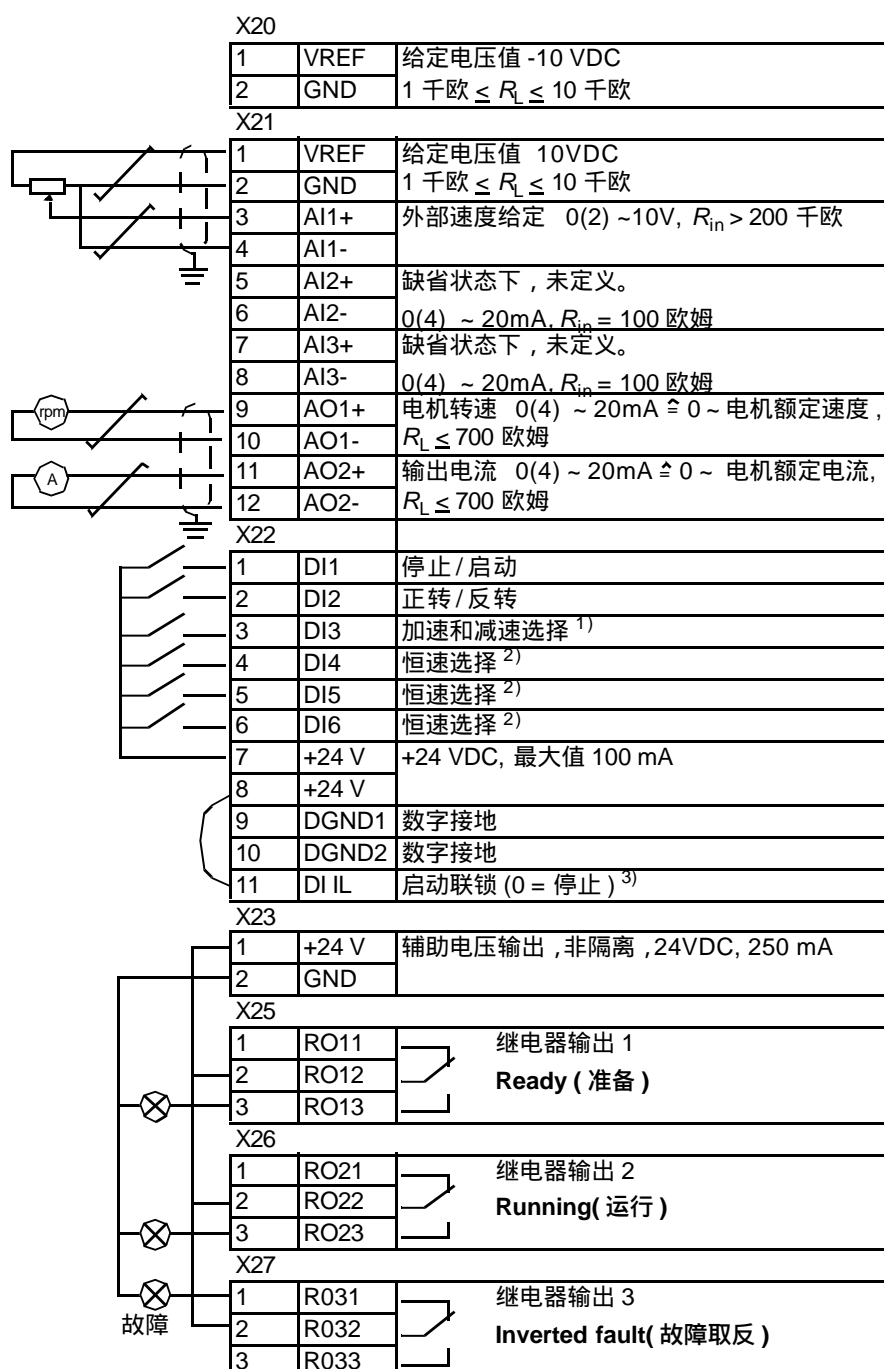 X20
1 VREF 给定电压值 -10 VDC
2 GND 1 千欧 ≤ RL ≤ 10 千欧
X21
1 VREF 给定电压值 10VDC
2 GND 1 千欧 ≤ RL ≤ 10 千欧
3 AI1+ 外部速度给定 0(2) ~10V, Rin > 200 千欧
4 AI1-
5 AI2+ 缺省状态下，未定义。
6 AI2- 0(4) ~ 20mA, Rin = 100 欧姆
7 AI3+ 缺省状态下，未定义。
8 AI3- 0(4) ~ 20mA, Rin = 100 欧姆
rpm 9 AO1+ 电机转速 0(4) ~ 20mA ≙ 0 ~ 电机额定速度,
10 AO1- RL ≤ 700 欧姆
A 11 AO2+ 输出电流 0(4) ~ 20mA ≙ 0 ~ 电机额定电流,
12 AO2- RL ≤ 700 欧姆
X22
1 DI1 停止/启动
2 DI2 正转/反转
3 DI3 加速和减速选择 1)
4 DI4 恒速选择 2)
5 DI5 恒速选择 2)
6 DI6 恒速选择 2)
7 +24 V +24 VDC, 最大值 100 mA
8 +24 V
9 DGND1 数字接地
10 DGND2 数字接地
11 DI IL 启动联锁 (0 = 停止 ) 3)
X23
1 +24 V 辅助电压输出 ,非隔离 ,24VDC, 250 mA
2 GND
X25
1 RO11 继电器输出 1
2 RO12 Ready ( 准备 )
3 RO13
X26
1 RO21 继电器输出 2
2 RO22 Running( 运行 )
3 RO23
X27
1 R031 继电器输出 3
故障 2 R032 Inverted fault( 故障取反 )
3 R033